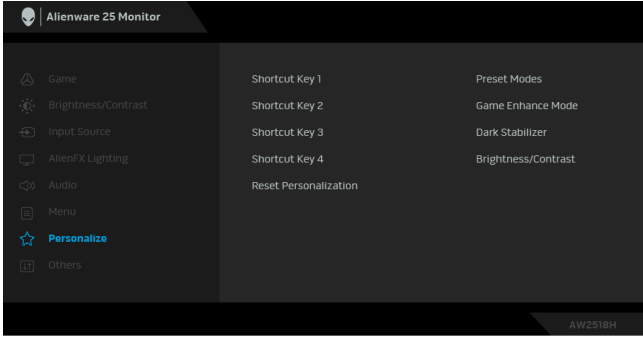 Alienware 25 Monitor
Game
Brightness/Contrast
Input Source
AlienFX Lighting
Audio
Menu
Personalize
Others
Shortcut Key 1 Preset Modes
Shortcut Key 2 Game Enhance Mode
Shortcut Key 3 Dark Stabilizer
Shortcut Key 4 Brightness/Contrast
Reset Personalization
AW2518H